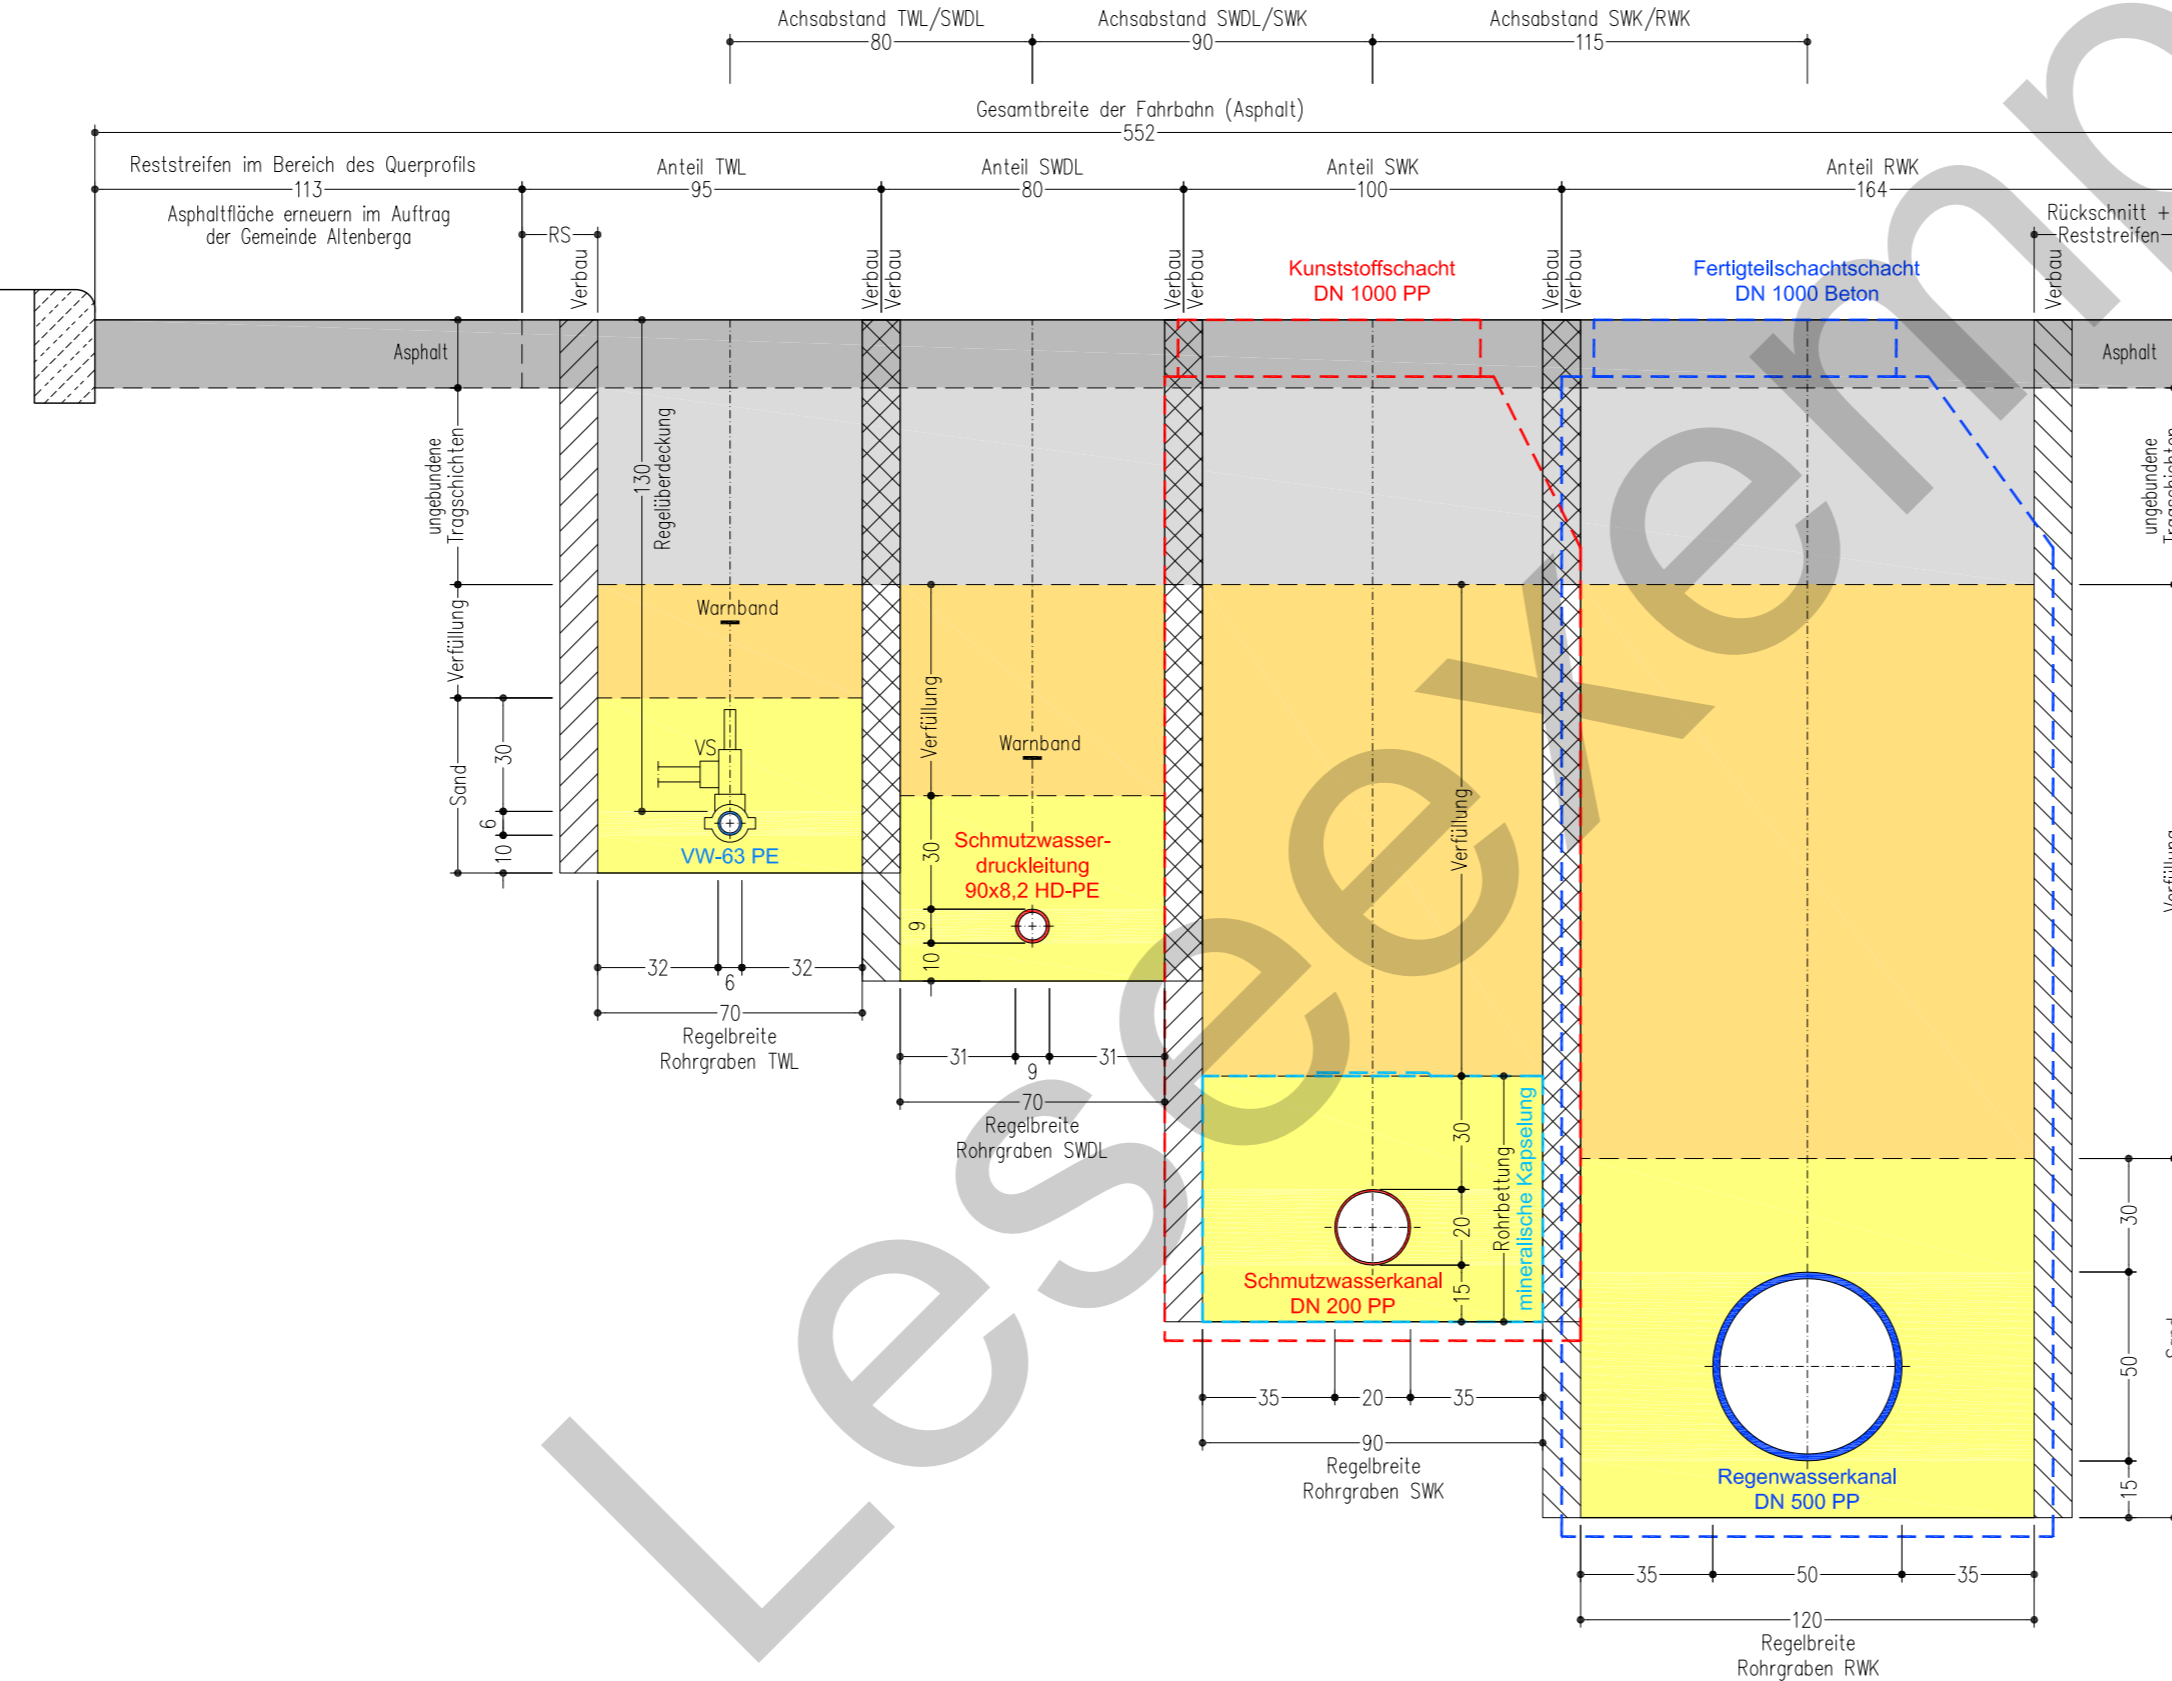 Achsabstand TWL/SWDL
80
Achsabstand SWDL/SWK
90
Achsabstand SWK/RWK
115
Gesamtbreite der Fahrbahn (Asphalt)
552
Reststreifen im Bereich des Querprofils
113
Asphaltfläche erneuern im Auftrag
der Gemeinde Altenberga
Anteil TWL
95
Anteil SWDL
80
Anteil SWK
100
Anteil RWK
164
RS
Rückschnitt +
Reststreifen
Verbau
Verbau
Verbau
Verbau
Verbau
Verbau
Verbau
Verbau
Kunststoffschacht
DN 1000 PP
Fertigteilschachtschacht
DN 1000 Beton
Asphalt
Asphalt
ungebundene
Tragschichten
130
Regelüberdeckung
ungebundene
Tragschichten
Verfüllung
Warnband
Verfüllung
Warnband
Verfüllung
Verfüllung
Sand
30
6
10
VS
VW-63 PE
30
9
10
Schmutzwasser-
druckleitung
90x8,2 HD-PE
32
6
32
70
Regelbreite
Rohrgraben TWL
31
9
31
70
Regelbreite
Rohrgraben SWDL
30
20
15
Rohrbettung
mineralische Kapselung
Schmutzwasserkanal
DN 200 PP
35
20
35
90
Regelbreite
Rohrgraben SWK
30
50
15
Sand
Regenwasserkanal
DN 500 PP
35
50
35
120
Regelbreite
Rohrgraben RWK
Leseexemp